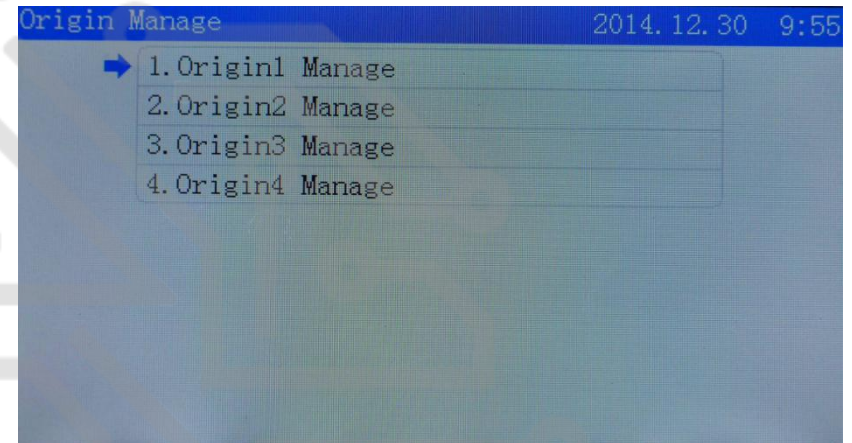 Origin Manage 2014.12.30 9:55
1.Origin1 Manage
2.Origin2 Manage
3.Origin3 Manage
4.Origin4 Manage